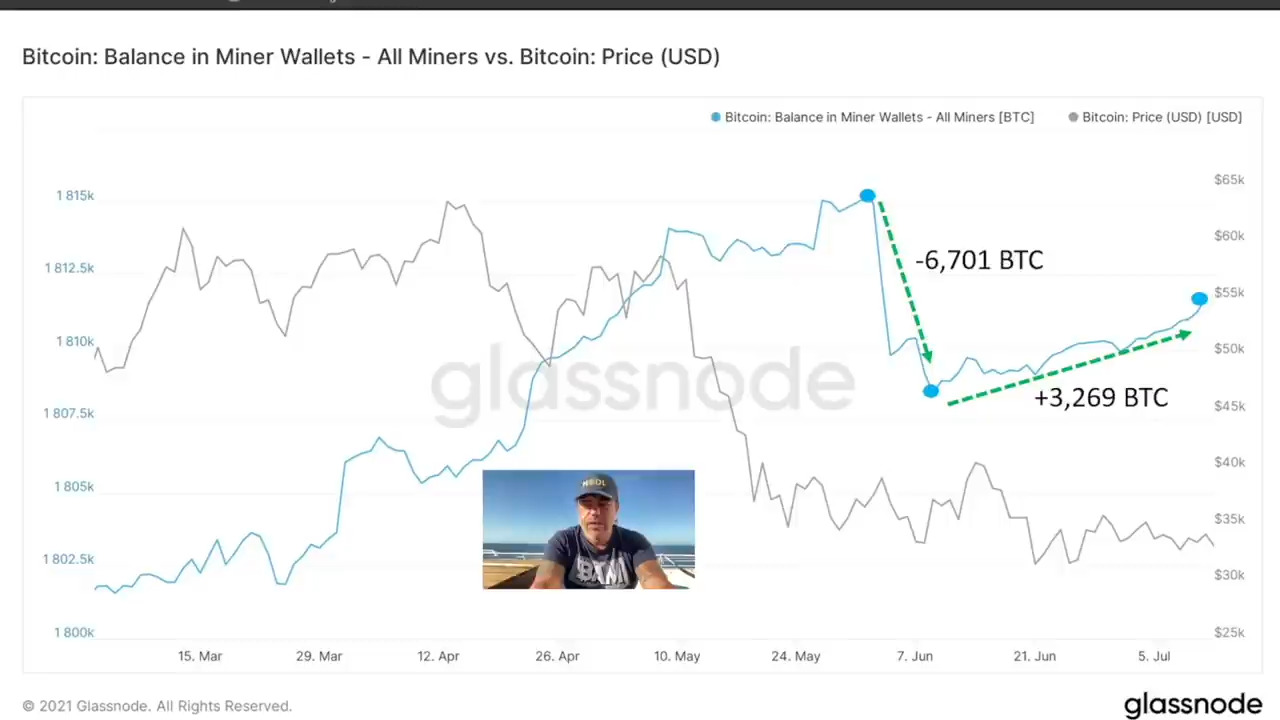 Bitcoin: Balance in Miner Wallets - All Miners vs. Bitcoin: Price (USD)
Bitcoin: Balance in Miner Wallets - All Miners [BTC] Bitcoin: Price (USD) [USD]
1 815k
1 812.5k
1 810k
1 807.5k
1 805k
1 802.5k
1 800k
$65k
$60k
$55k
$50k
$45k
$40k
$35k
$30k
$25k
-6,701 BTC
+3,269 BTC
glassnode
15. Mar 29. Mar 12. Apr 26. Apr 10. May 24. May 7. Jun 21. Jun 5. Jul
© 2021 Glassnode. All Rights Reserved.
glassnode